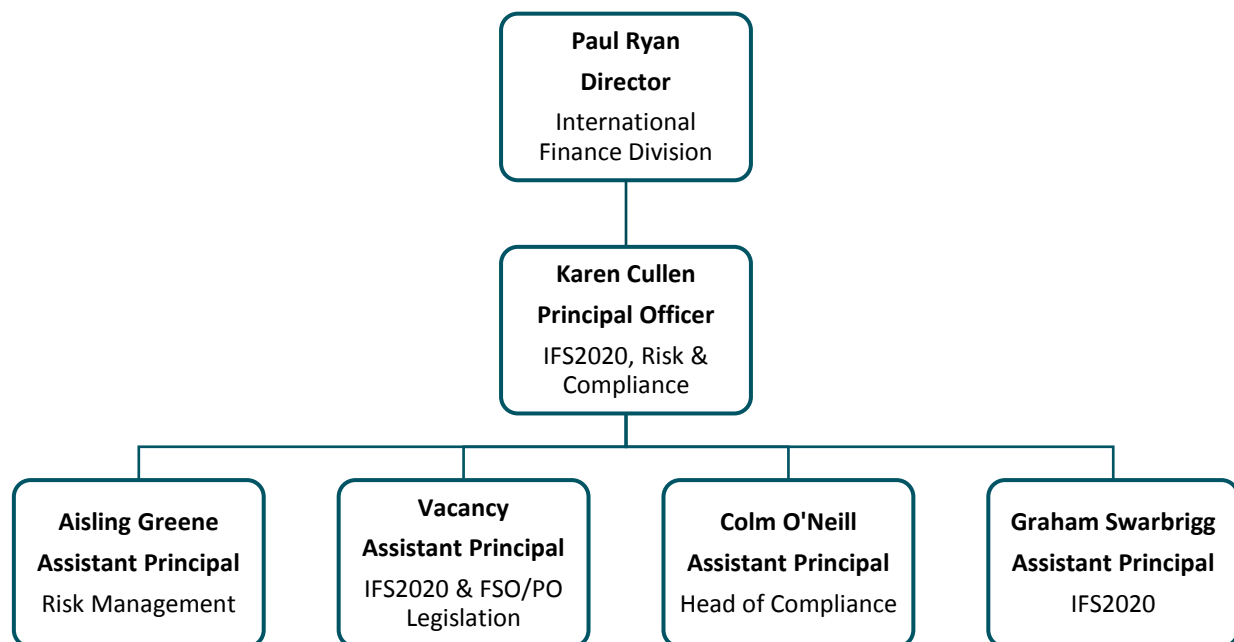 Paul Ryan
Director
International
Finance Division
Karen Cullen
Principal Officer
IFS2020, Risk &
Compliance
Aisling Greene
Assistant Principal
Risk Management
Vacancy
Assistant Principal
IFS2020 & FSO/PO
Legislation
Colm O'Neill
Assistant Principal
Head of Compliance
Graham Swarbrigg
Assistant Principal
IFS2020